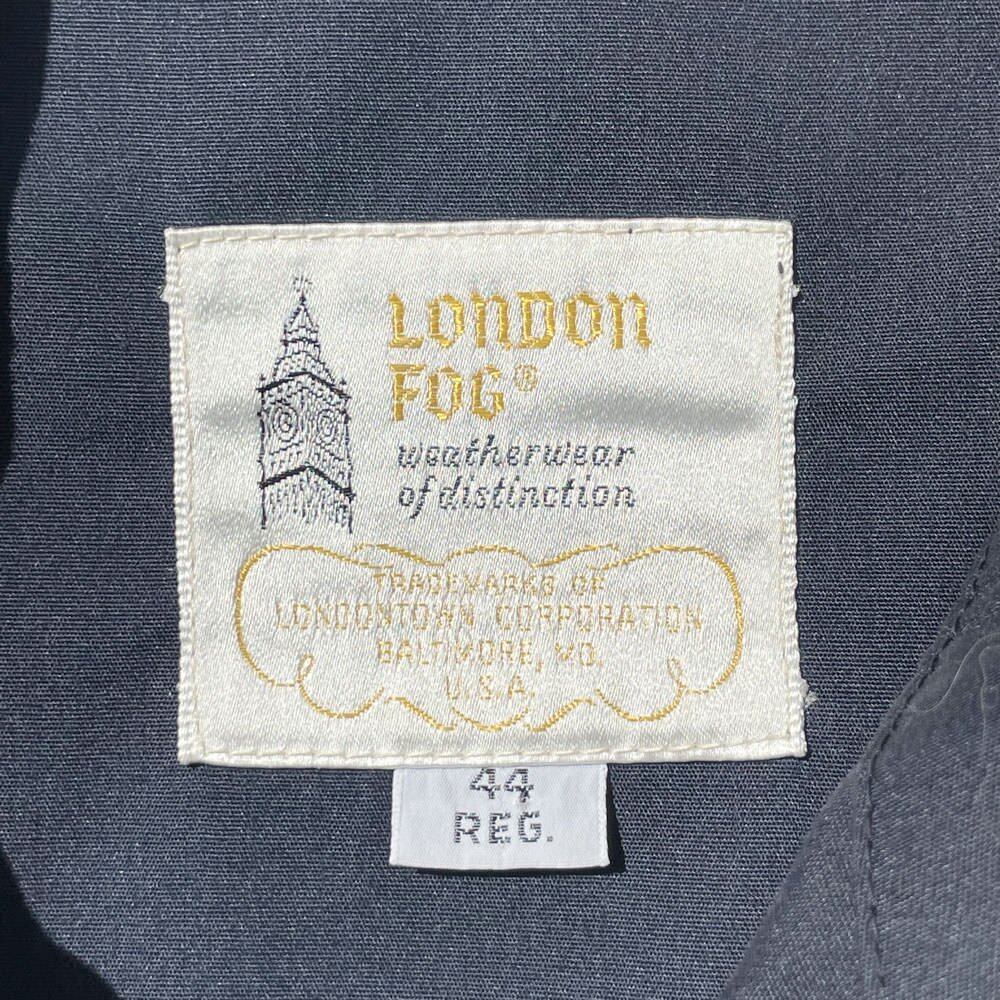 LONDON
FOG®
weatherwear
of distinction
TRADEMARKS OF
LONDONTOWN CORPORATION
BALTIMORE, MD.
U.S.A.
44
REG.